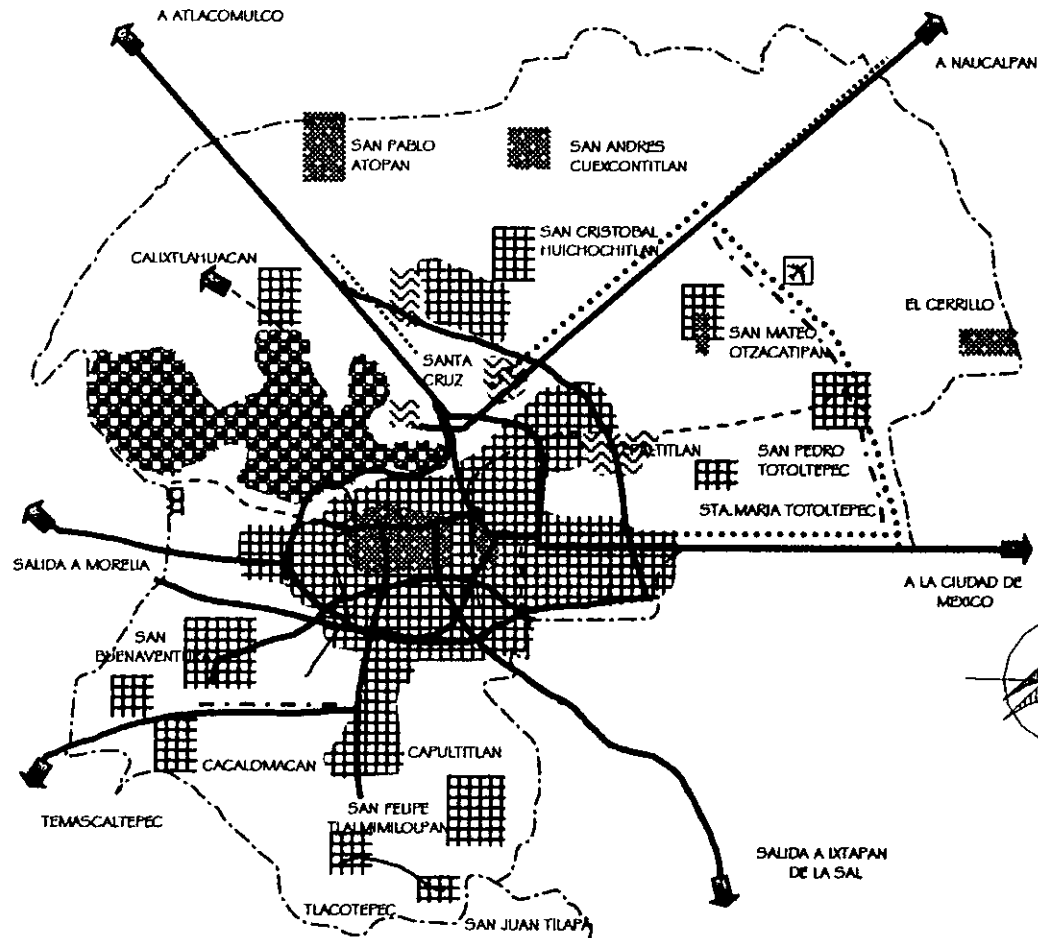 A ATLACOMULCO
A NAUCALPAN
SAN PABLO
ATOPAN
SAN ANDRES
CUEXCONTITLAN
SAN CRISTOBAL
HUICHOCHITLAN
CALIXTLAHUACAN
EL CERRILLO
SAN MATEO
OTZACATIPAN
SANTA
CRUZ
SAN PEDRO
TOTOLTEPEC
STA. MARIA TOTOLTEPEC
SALIDA A MORELIA
A LA CIUDAD DE
MEXICO
SAN
CACALOMACAN
CAPULTITLAN
TEMASCALTEPEC
SAN FELIPE
TLALMIMILOLPAN
SALIDA A IXTAPAN
DE LA SAL
TLACOTEPEC
SAN JUAN TILAPA